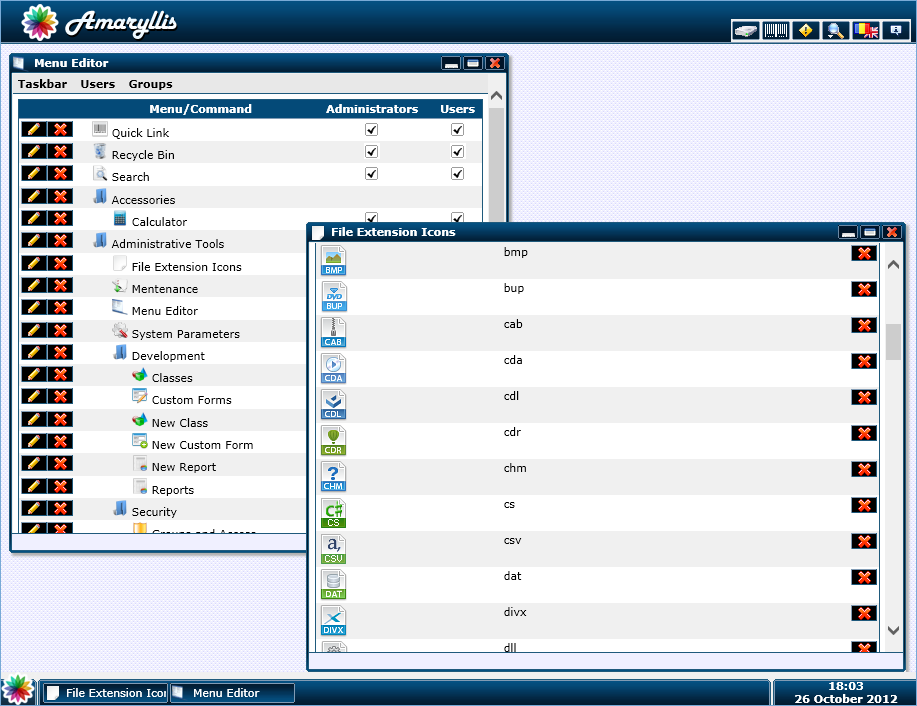 Amaryllis
Menu Editor
Taskbar Users Groups
Menu/Command Administrators Users
Quick Link
Recycle Bin
Search
Accessories
Calculator
Administrative Tools
File Extension Icons
Mentenance
Menu Editor
System Parameters
Development
Classes
Custom Forms
New Class
New Custom Form
New Report
Reports
Security
Groups and Access
File Extension Icons
BMP bmp
DVD
BUP bup
CAB cab
CDA cda
CDL cdl
CDR cdr
?
CHM chm
C#
CS cs
a,
CSV csv
DAT dat
DIVX divx
dll
File Extension Icon
Menu Editor
18:03
26 October 2012